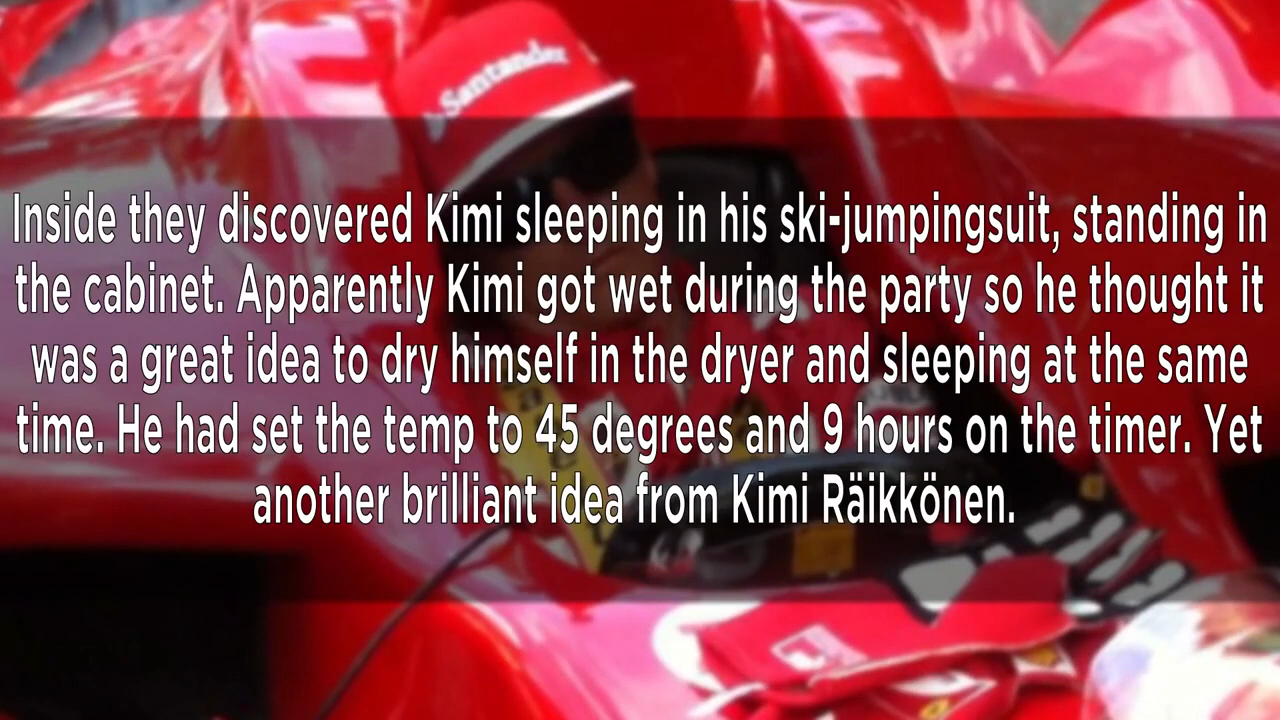 Santander
Inside they discovered Kimi sleeping in his ski-jumpingsuit, standing in
the cabinet. Apparently Kimi got wet during the party so he thought it
was a great idea to dry himself in the dryer and sleeping at the same
time. He had set the temp to 45 degrees and 9 hours on the timer. Yet
another brilliant idea from Kimi Räikkönen.